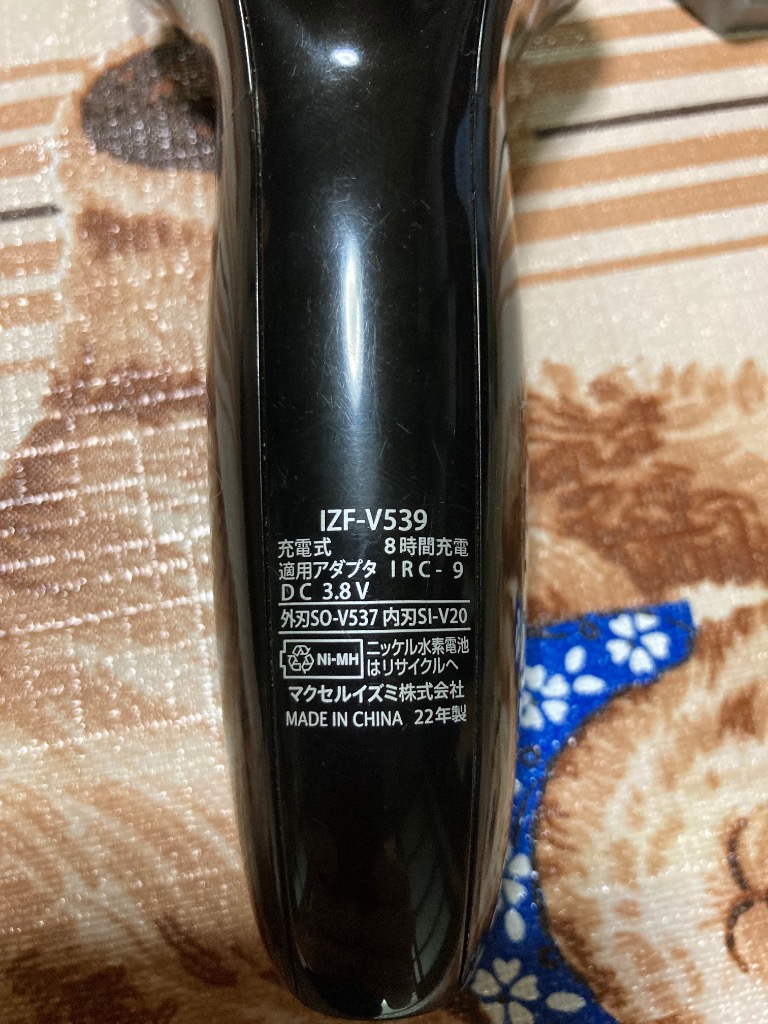 IZF-V539
充電式 8時間充電
適用アダプタ IRC-9
DC 3.8V
外刃SO-V537 内刃SI-V20
Ni-MH ニッケル水素電池
はリサイクルへ
マクセルイズミ株式会社
MADE IN CHINA 22年製